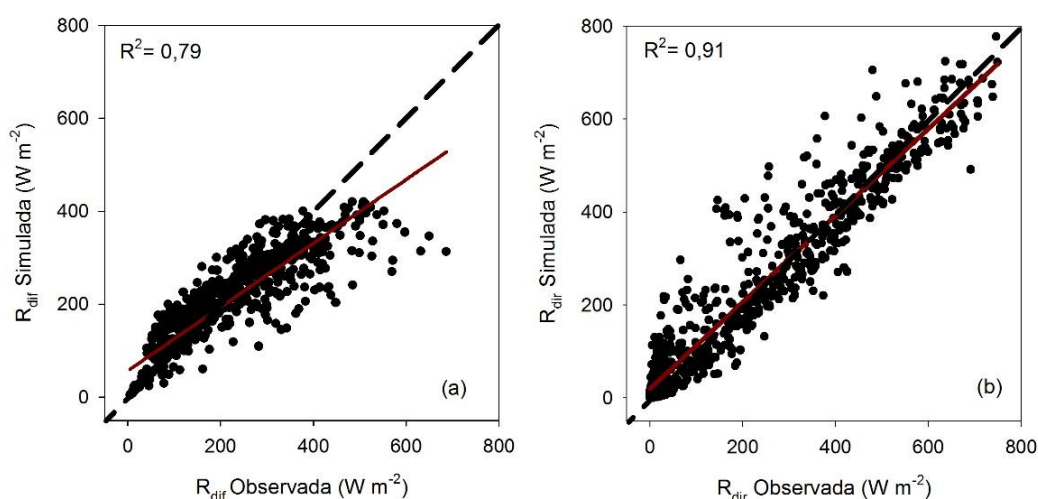 800
R² = 0,79
600
400
200
0
R_dif Simulada (W m⁻²)
(a)
0 200 400 600 800
R_dif Observada (W m⁻²)
800
R² = 0,91
600
400
200
0
R_dir Simulada (W m⁻²)
(b)
0 200 400 600 800
R_dir Observada (W m⁻²)